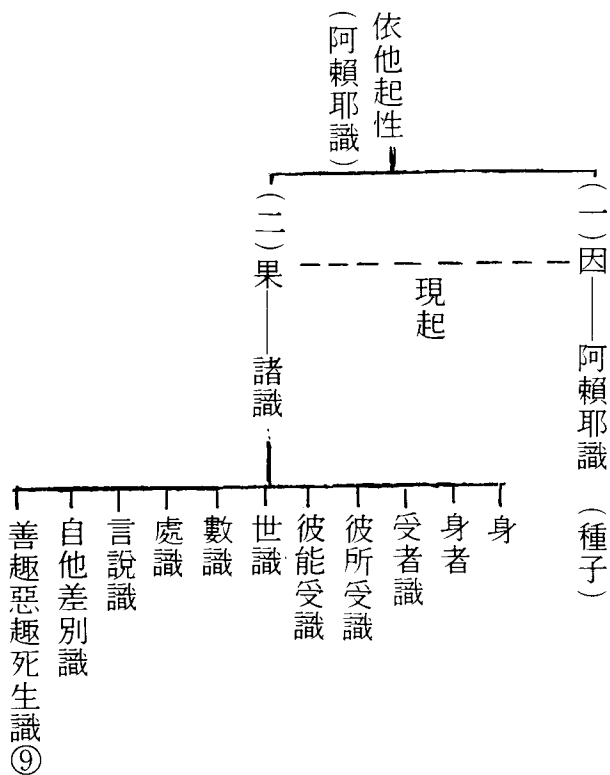 依他起性
（阿賴耶識）
（一）因——阿賴耶識（種子）
現起
（二）果——諸識
身
身者
受者識
彼所受識
彼能受識
世識
數識
處識
言說識
自他差別識
善趣惡趣死生識⑨